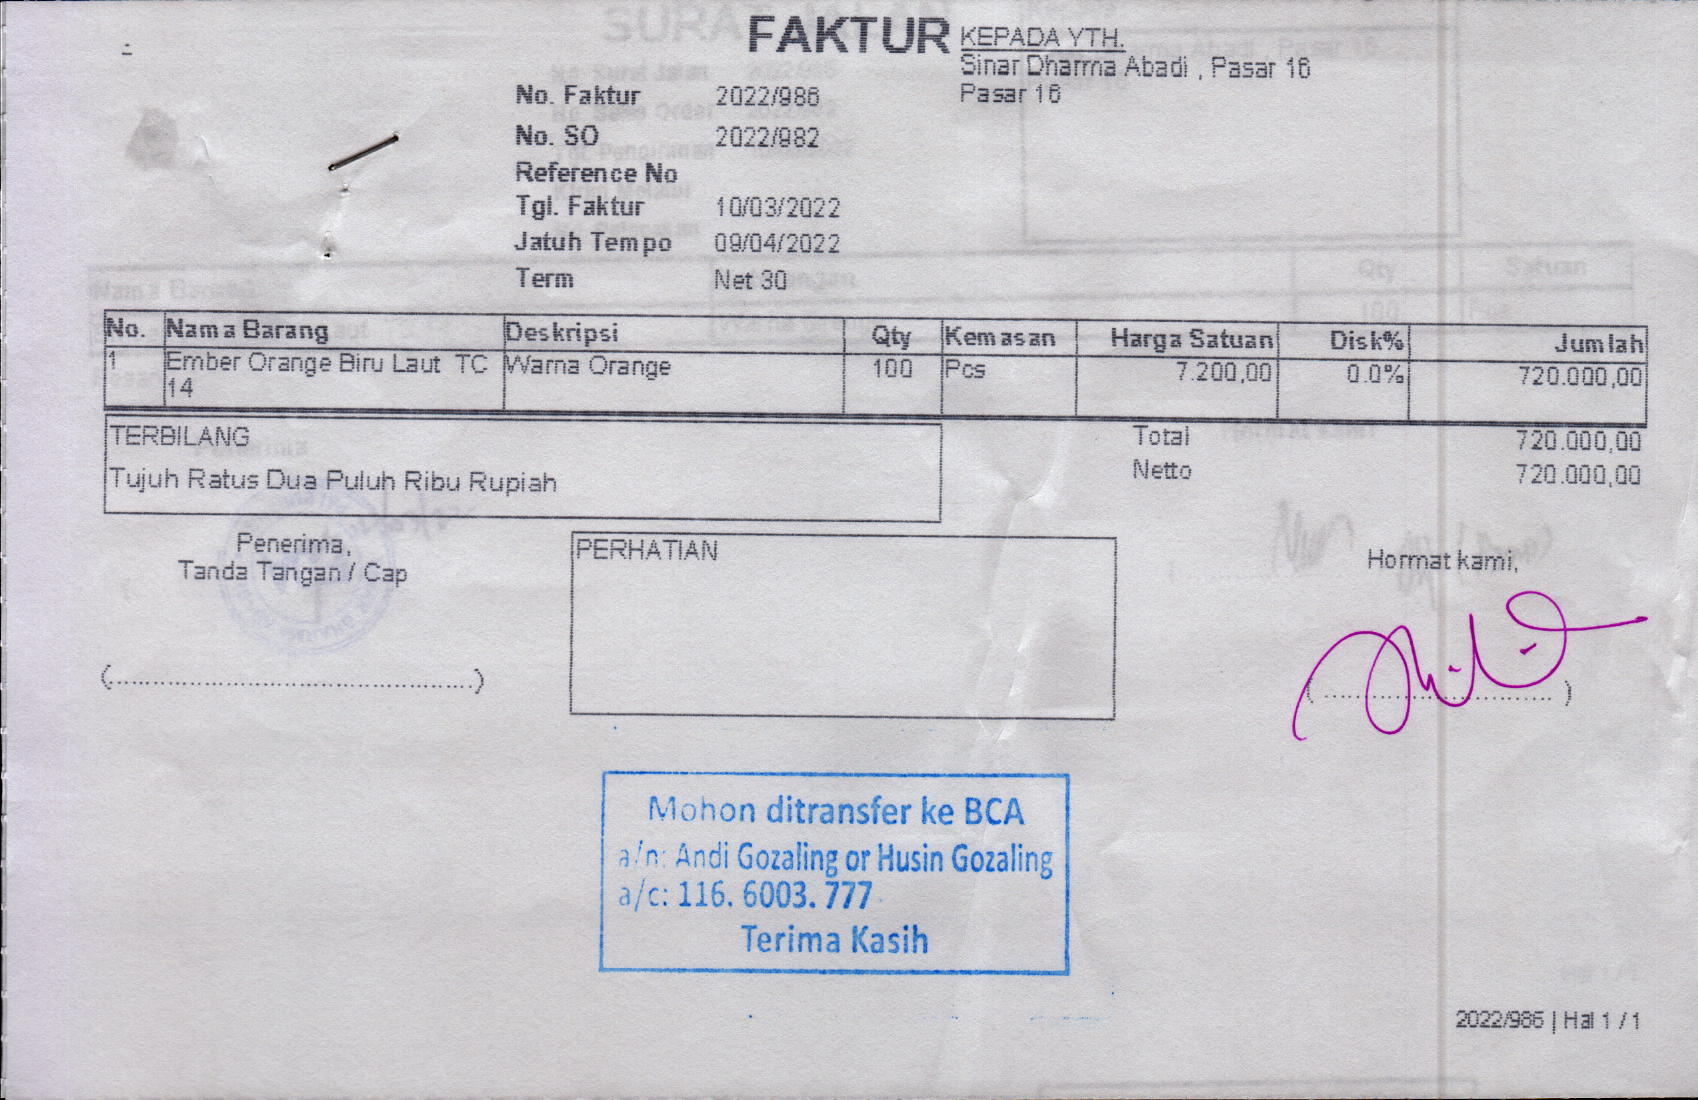 FAKTUR
KEPADA YTH.
Sinar Dharma Abadi , Pasar 16
Pasar 16
No. Faktur 2022/986
No. SO 2022/982
Reference No
Tgl. Faktur 10/03/2022
Jatuh Tempo 09/04/2022
Term Net 30
No. Nama Barang Deskripsi Qty Kemasan Harga Satuan Disk% Jumlah
1 Ember Orange Biru Laut TC Warna Orange 100 Pcs 7.200,00 0.0% 720.000,00
14
TERBILANG
Tujuh Ratus Dua Puluh Ribu Rupiah
Total 720.000,00
Netto 720.000,00
Penerima,
Tanda Tangan / Cap
(................................................)
PERHATIAN
Hormat kami,
(..............................)
Mohon ditransfer ke BCA
a/n: Andi Gozaling or Husin Gozaling
a/c: 116. 6003. 777
Terima Kasih
2022/986 | Hal 1 / 1